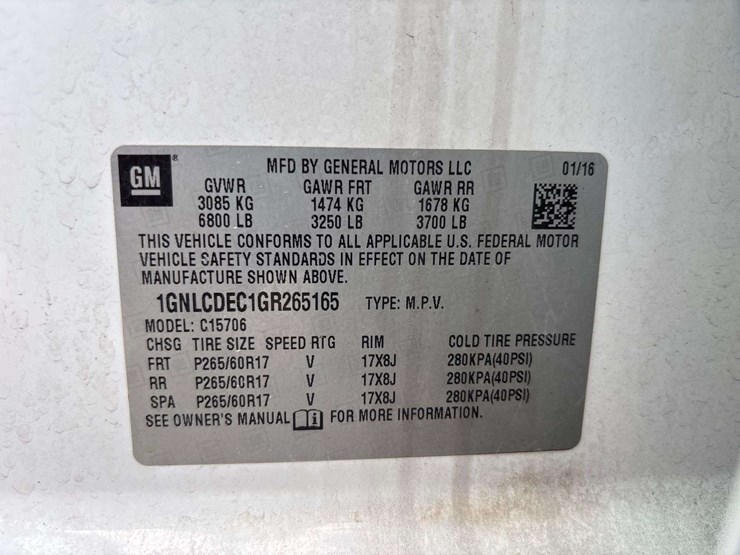 GM ®
MFD BY GENERAL MOTORS LLC 01/16
GVWR GAWR FRT GAWR RR
3085 KG 1474 KG 1678 KG
6800 LB 3250 LB 3700 LB
THIS VEHICLE CONFORMS TO ALL APPLICABLE U.S. FEDERAL MOTOR
VEHICLE SAFETY STANDARDS IN EFFECT ON THE DATE OF
MANUFACTURE SHOWN ABOVE.
1GNLCDEC1GR265165 TYPE: M.P.V.
MODEL: C15706
CHSG TIRE SIZE SPEED RTG RIM COLD TIRE PRESSURE
FRT P265/60R17 V 17X8J 280KPA(40PSI)
RR P265/60R17 V 17X8J 280KPA(40PSI)
SPA P265/60R17 V 17X8J 280KPA(40PSI)
SEE OWNER'S MANUAL i FOR MORE INFORMATION.